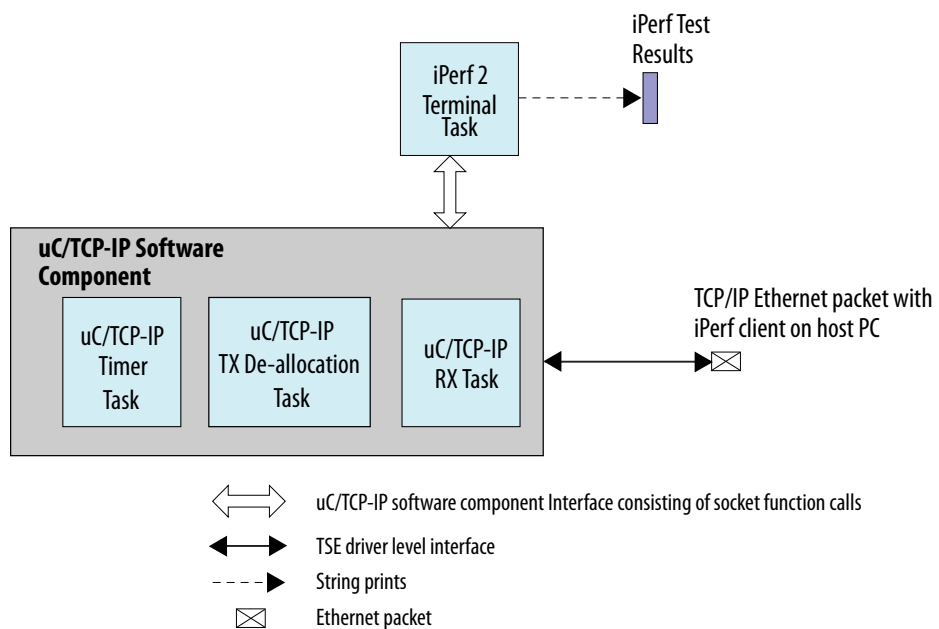 iPerf Test
Results
iPerf 2
Terminal
Task
uC/TCP-IP Software
Component
uC/TCP-IP
Timer
Task
uC/TCP-IP
TX De-allocation
Task
uC/TCP-IP
RX Task
TCP/IP Ethernet packet with
iPerf client on host PC
uC/TCP-IP software component Interface consisting of socket function calls
TSE driver level interface
String prints
Ethernet packet